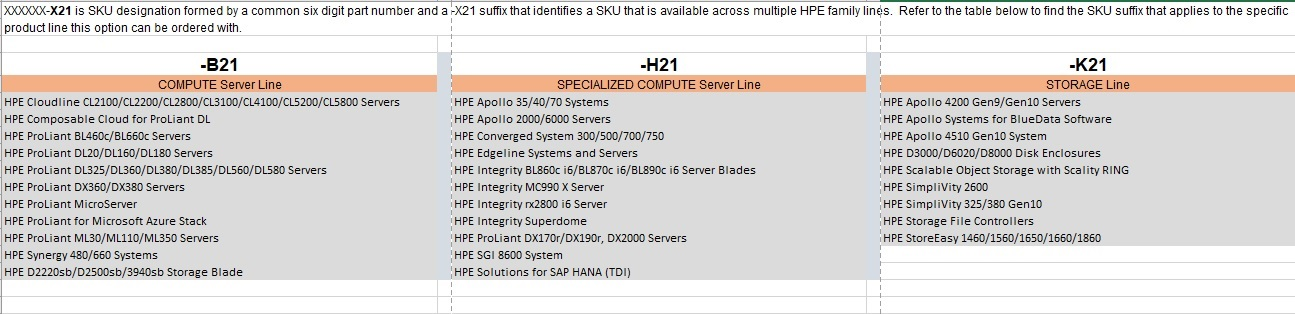 XXXXXX-X21 is SKU designation formed by a common six digit part number and a -X21 suffix that identifies a SKU that is available across multiple HPE family lines.  Refer to the table below to find the SKU suffix that applies to the specific
product line this option can be ordered with.
-B21
COMPUTE Server Line
HPE Cloudline CL2100/CL2200/CL2800/CL3100/CL4100/CL5200/CL5800 Servers
HPE Composable Cloud for ProLiant DL
HPE ProLiant BL460c/BL660c Servers
HPE ProLiant DL20/DL160/DL180 Servers
HPE ProLiant DL325/DL360/DL380/DL385/DL560/DL580 Servers
HPE ProLiant DX360/DX380 Servers
HPE ProLiant MicroServer
HPE ProLiant for Microsoft Azure Stack
HPE ProLiant ML30/ML110/ML350 Servers
HPE Synergy 480/660 Systems
HPE D2220sb/D2500sb/3940sb Storage Blade
-H21
SPECIALIZED COMPUTE Server Line
HPE Apollo 35/40/70 Systems
HPE Apollo 2000/6000 Servers
HPE Converged System 300/500/700/750
HPE Edgeline Systems and Servers
HPE Integrity BL860c i6/BL870c i6/BL890c i6 Server Blades
HPE Integrity MC990 X Server
HPE Integrity rx2800 i6 Server
HPE Integrity Superdome
HPE ProLiant DX170r/DX190r, DX2000 Servers
HPE SGI 8600 System
HPE Solutions for SAP HANA (TDI)
-K21
STORAGE Line
HPE Apollo 4200 Gen9/Gen10 Servers
HPE Apollo Systems for BlueData Software
HPE Apollo 4510 Gen10 System
HPE D3000/D6020/D8000 Disk Enclosures
HPE Scalable Object Storage with Scality RING
HPE SimpliVity 2600
HPE SimpliVity 325/380 Gen10
HPE Storage File Controllers
HPE StoreEasy 1460/1560/1650/1660/1860